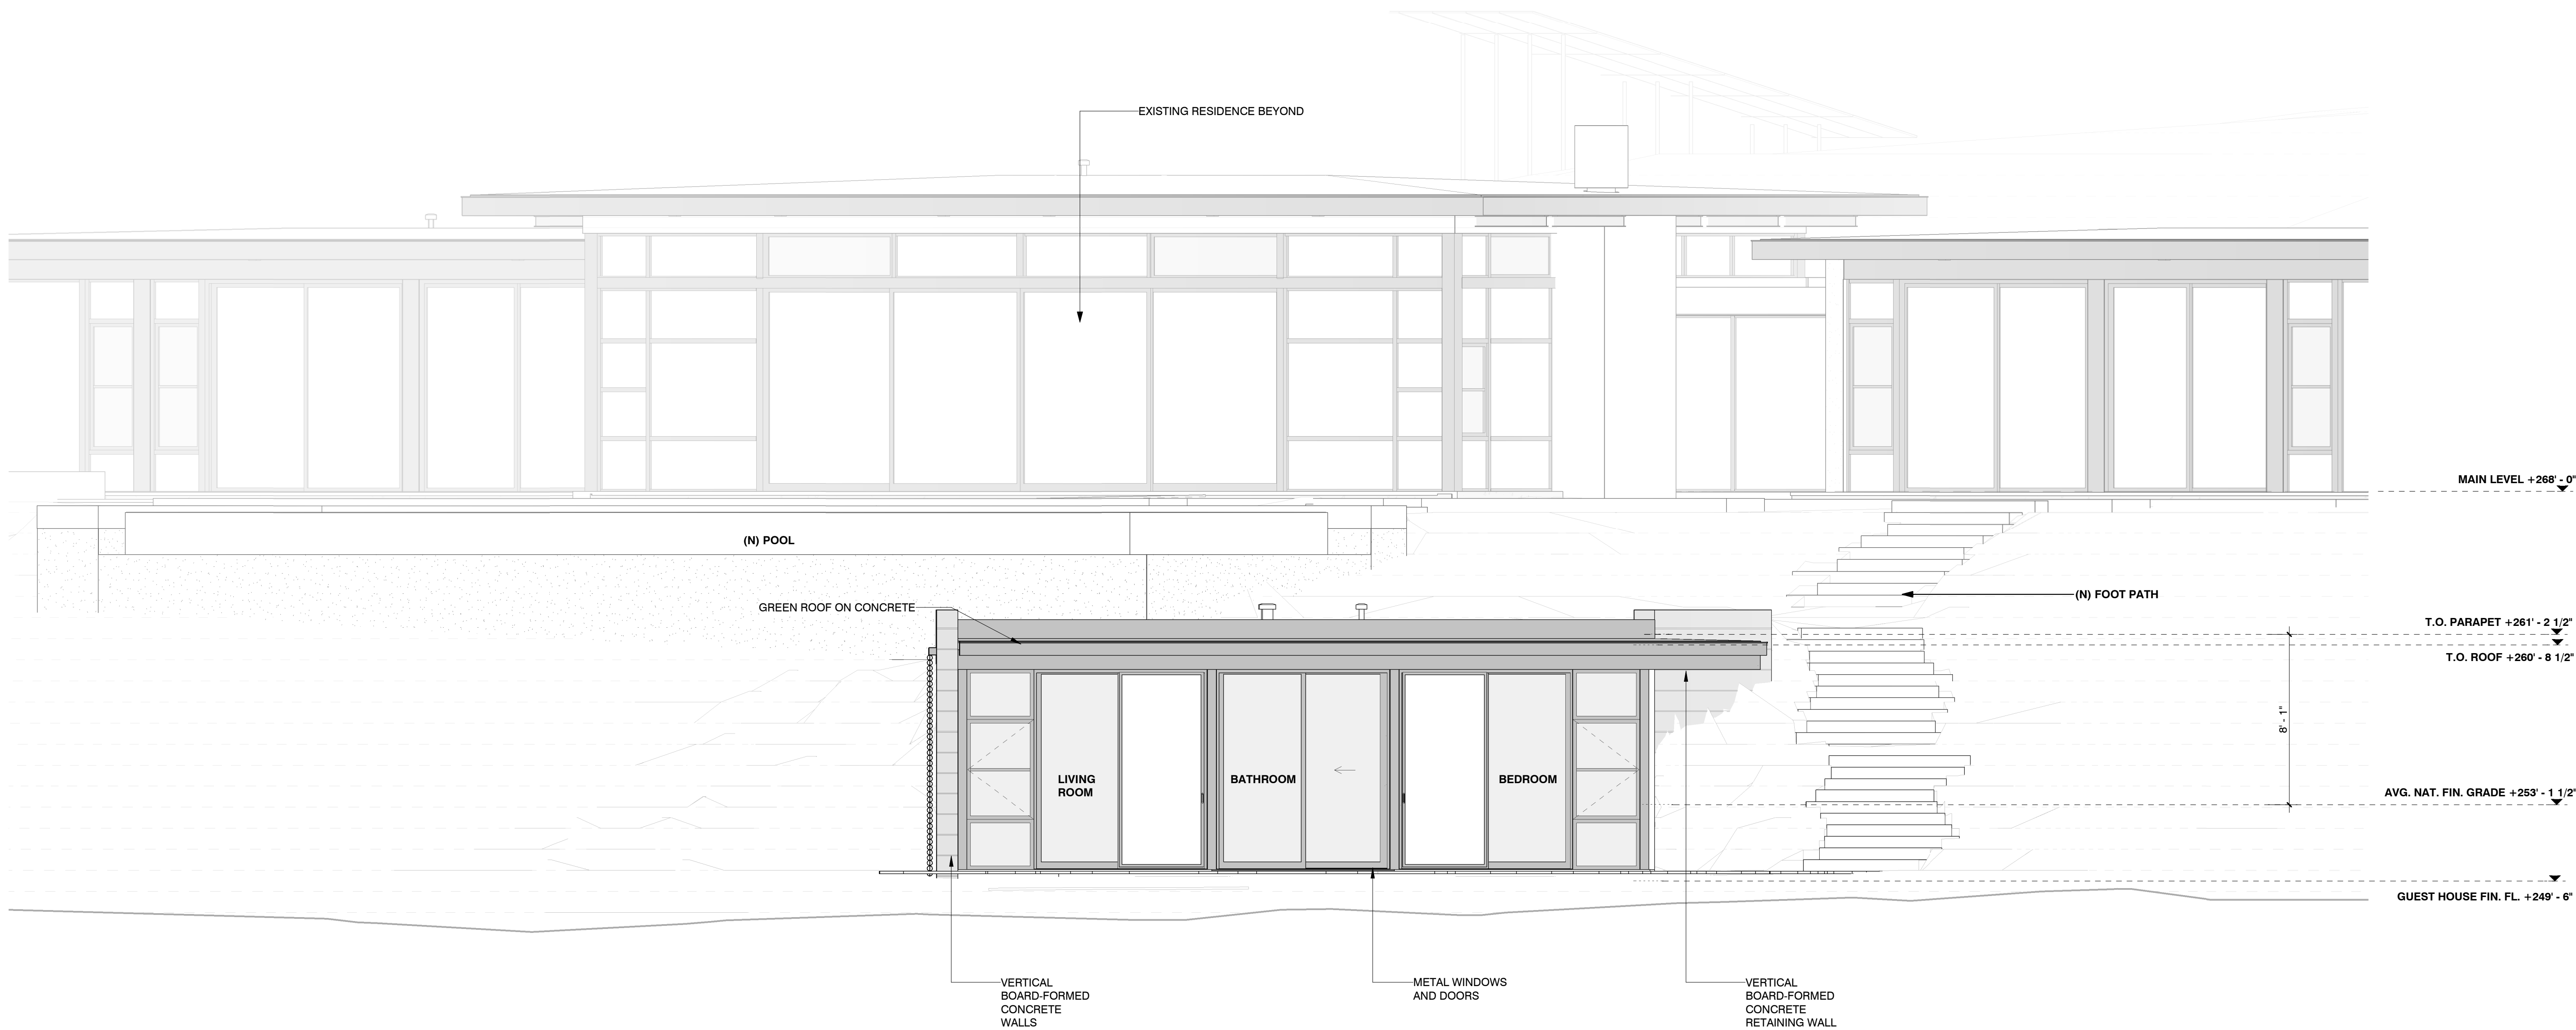 EXISTING RESIDENCE BEYOND
MAIN LEVEL +268' - 0"
(N) POOL
(N) FOOT PATH
GREEN ROOF ON CONCRETE
T.O. PARAPET +261' - 2 1/2"
T.O. ROOF +260' - 8 1/2"
8' - 1"
LIVING
ROOM
BATHROOM
BEDROOM
AVG. NAT. FIN. GRADE +253' - 1 1/2"
GUEST HOUSE FIN. FL. +249' - 6"
VERTICAL
BOARD-FORMED
CONCRETE
WALLS
METAL WINDOWS
AND DOORS
VERTICAL
BOARD-FORMED
CONCRETE
RETAINING WALL